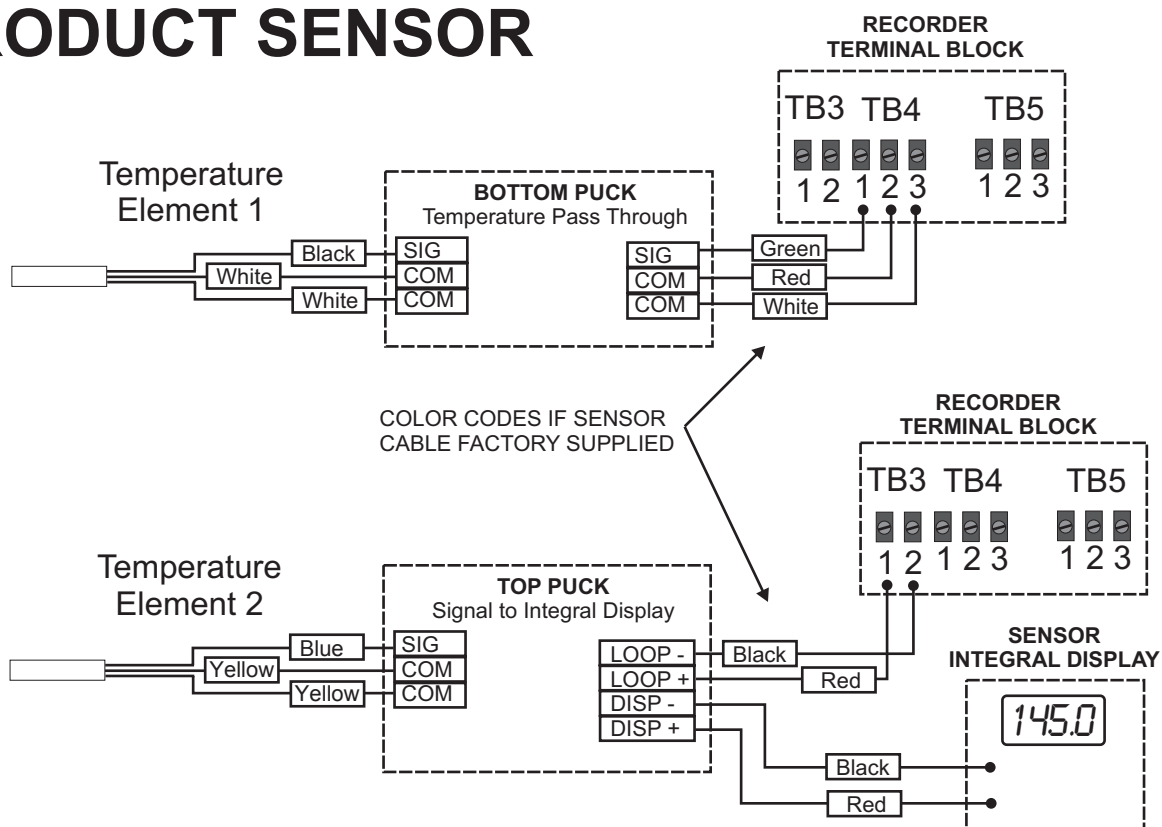 RODUCT SENSOR
RECORDER
TERMINAL BLOCK
TB3 TB4 TB5
1 2 1 2 3 1 2 3
Temperature
Element 1
BOTTOM PUCK
Temperature Pass Through
Black
White
White
SIG
COM
COM
SIG
COM
COM
Green
Red
White
COLOR CODES IF SENSOR
CABLE FACTORY SUPPLIED
RECORDER
TERMINAL BLOCK
TB3 TB4 TB5
1 2 1 2 3 1 2 3
Temperature
Element 2
TOP PUCK
Signal to Integral Display
Blue
Yellow
Yellow
SIG
COM
COM
LOOP -
LOOP +
DISP -
DISP +
Black
Red
SENSOR
INTEGRAL DISPLAY
145.0
Black
Red